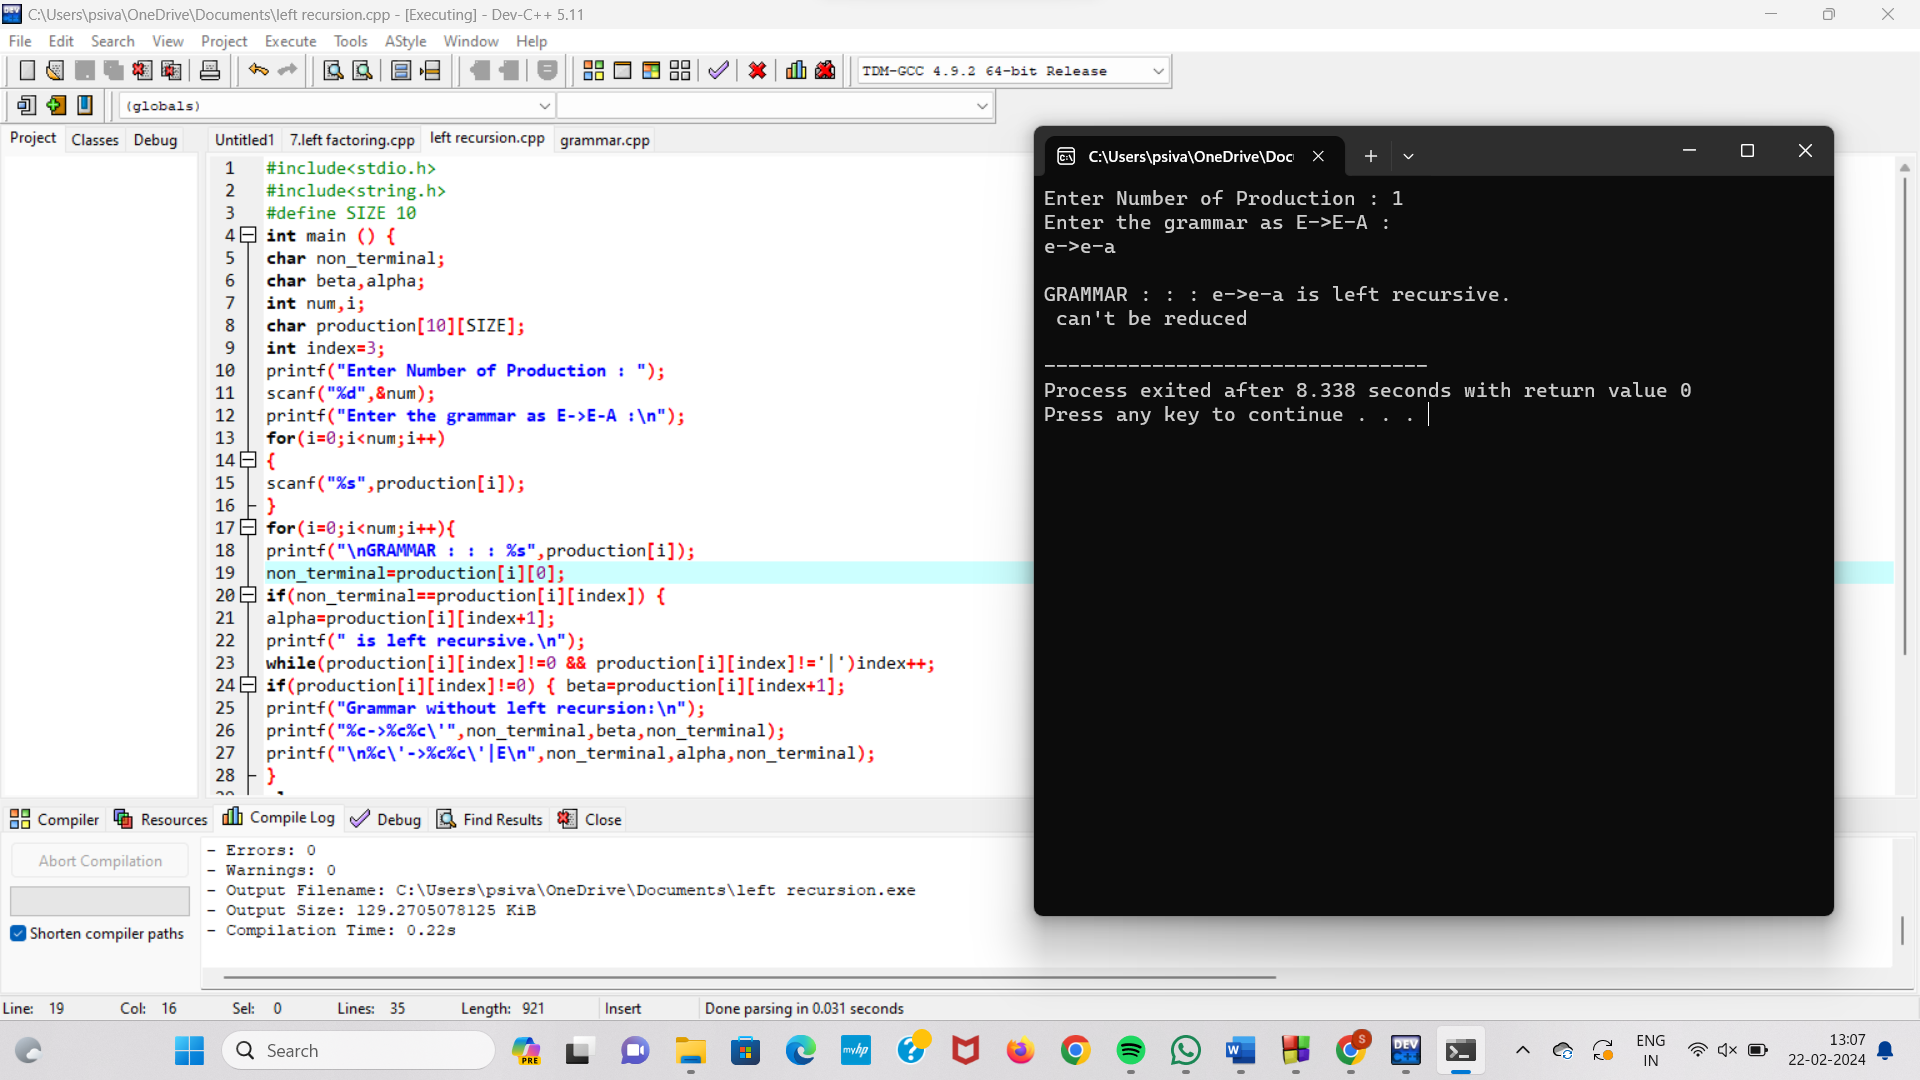 C:\Users\psiva\OneDrive\Documents\left recursion.cpp - [Executing] - Dev-C++ 5.11
File Edit Search View Project Execute Tools AStyle Window Help
TDM-GCC 4.9.2 64-bit Release
(globals)
Project Classes Debug
Untitled1 7.left factoring.cpp left recursion.cpp grammar.cpp
1 #include<stdio.h>
2 #include<string.h>
3 #define SIZE 10
4 int main () {
5 char non_terminal;
6 char beta,alpha;
7 int num,i;
8 char production[10][SIZE];
9 int index=3;
10 printf("Enter Number of Production : ");
11 scanf("%d",&num);
12 printf("Enter the grammar as E->E-A :\n");
13 for(i=0;i<num;i++)
14 {
15 scanf("%s",production[i]);
16 }
17 for(i=0;i<num;i++){
18 printf("\nGRAMMAR : : : %s",production[i]);
19 non_terminal=production[i][0];
20 if(non_terminal==production[i][index]) {
21 alpha=production[i][index+1];
22 printf(" is left recursive.\n");
23 while(production[i][index]!=0 && production[i][index]!='|')index++;
24 if(production[i][index]!=0) { beta=production[i][index+1];
25 printf("Grammar without left recursion:\n");
26 printf("%c->%c%c\'",non_terminal,beta,non_terminal);
27 printf("\n%c\'->%c%c\'|E\n",non_terminal,alpha,non_terminal);
28 }
C:\Users\psiva\OneDrive\Doc
Enter Number of Production : 1
Enter the grammar as E->E-A :
e->e-a
GRAMMAR : : : e->e-a is left recursive.
can't be reduced
--------------------------------
Process exited after 8.338 seconds with return value 0
Press any key to continue . . .
Compiler Resources Compile Log Debug Find Results Close
Abort Compilation
Shorten compiler paths
- Errors: 0
- Warnings: 0
- Output Filename: C:\Users\psiva\OneDrive\Documents\left recursion.exe
- Output Size: 129.2705078125 KiB
- Compilation Time: 0.22s
Line: 19 Col: 16 Sel: 0 Lines: 35 Length: 921 Insert Done parsing in 0.031 seconds
Search
PRE
myhp
W
S
DEV
ENG
IN
13:07
22-02-2024